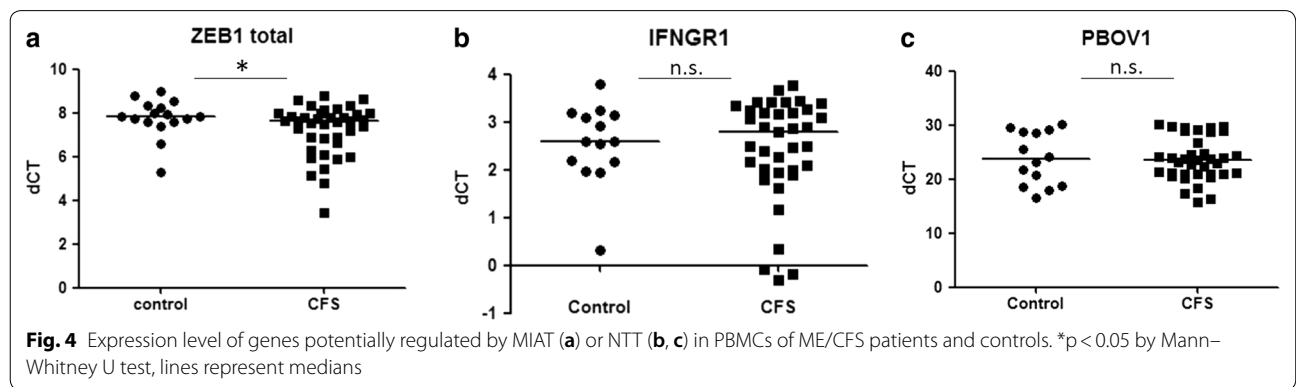 a
ZEB1 total
*
dCT
10
8
6
4
2
0
control
CFS
b
IFNGR1
n.s.
dCT
4
3
2
1
0
-1
Control
CFS
c
PBOV1
n.s.
dCT
40
30
20
10
0
Control
CFS
Fig. 4 Expression level of genes potentially regulated by MIAT (a) or NTT (b, c) in PBMCs of ME/CFS patients and controls. *p < 0.05 by Mann–
Whitney U test, lines represent medians